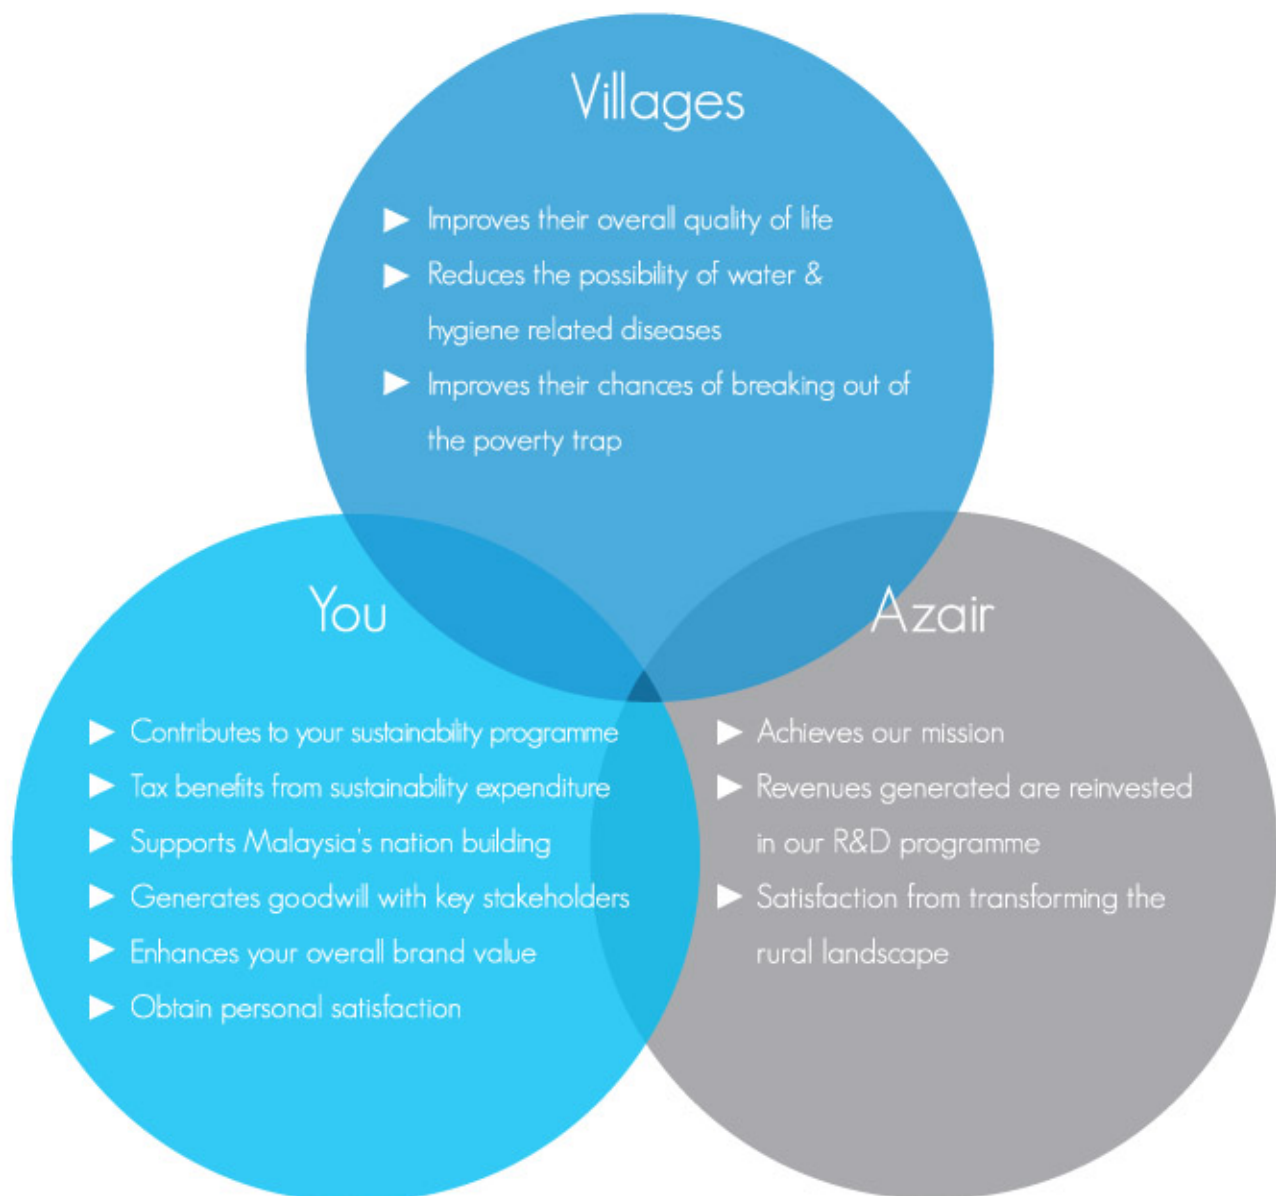 Villages
▶ Improves their overall quality of life
▶ Reduces the possibility of water &
hygiene related diseases
▶ Improves their chances of breaking out of
the poverty trap
You
▶ Contributes to your sustainability programme
▶ Tax benefits from sustainability expenditure
▶ Supports Malaysia's nation building
▶ Generates goodwill with key stakeholders
▶ Enhances your overall brand value
▶ Obtain personal satisfaction
Azair
▶ Achieves our mission
▶ Revenues generated are reinvested
in our R&D programme
▶ Satisfaction from transforming the
rural landscape